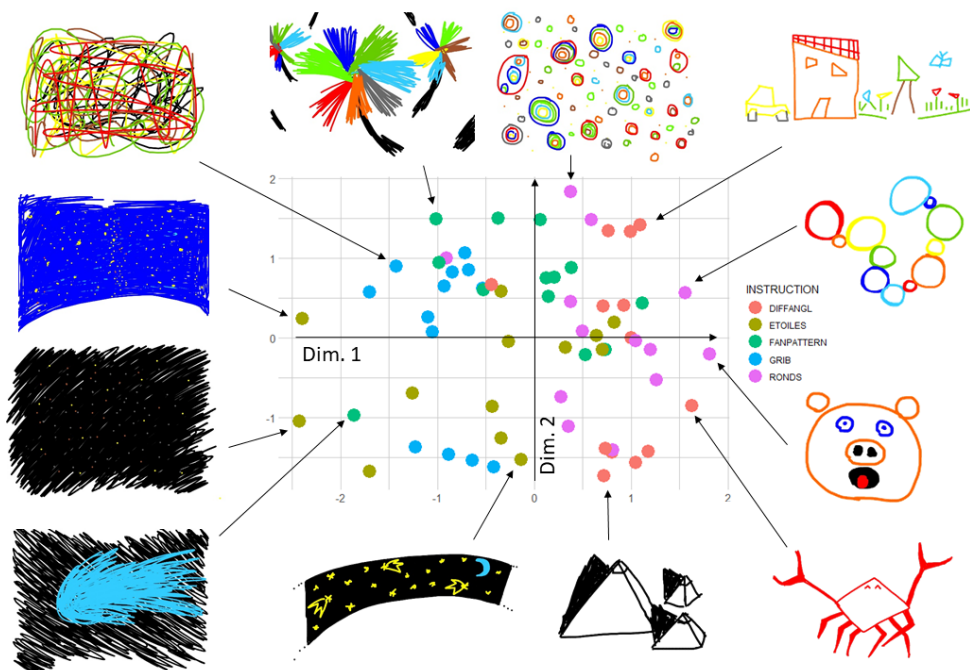 2
1
0
-1
Dim. 1
Dim. 2
-2
-1
0
1
2
INSTRUCTION
DIFFANGL
ETOILES
FANPATTERN
GRIB
RONDS